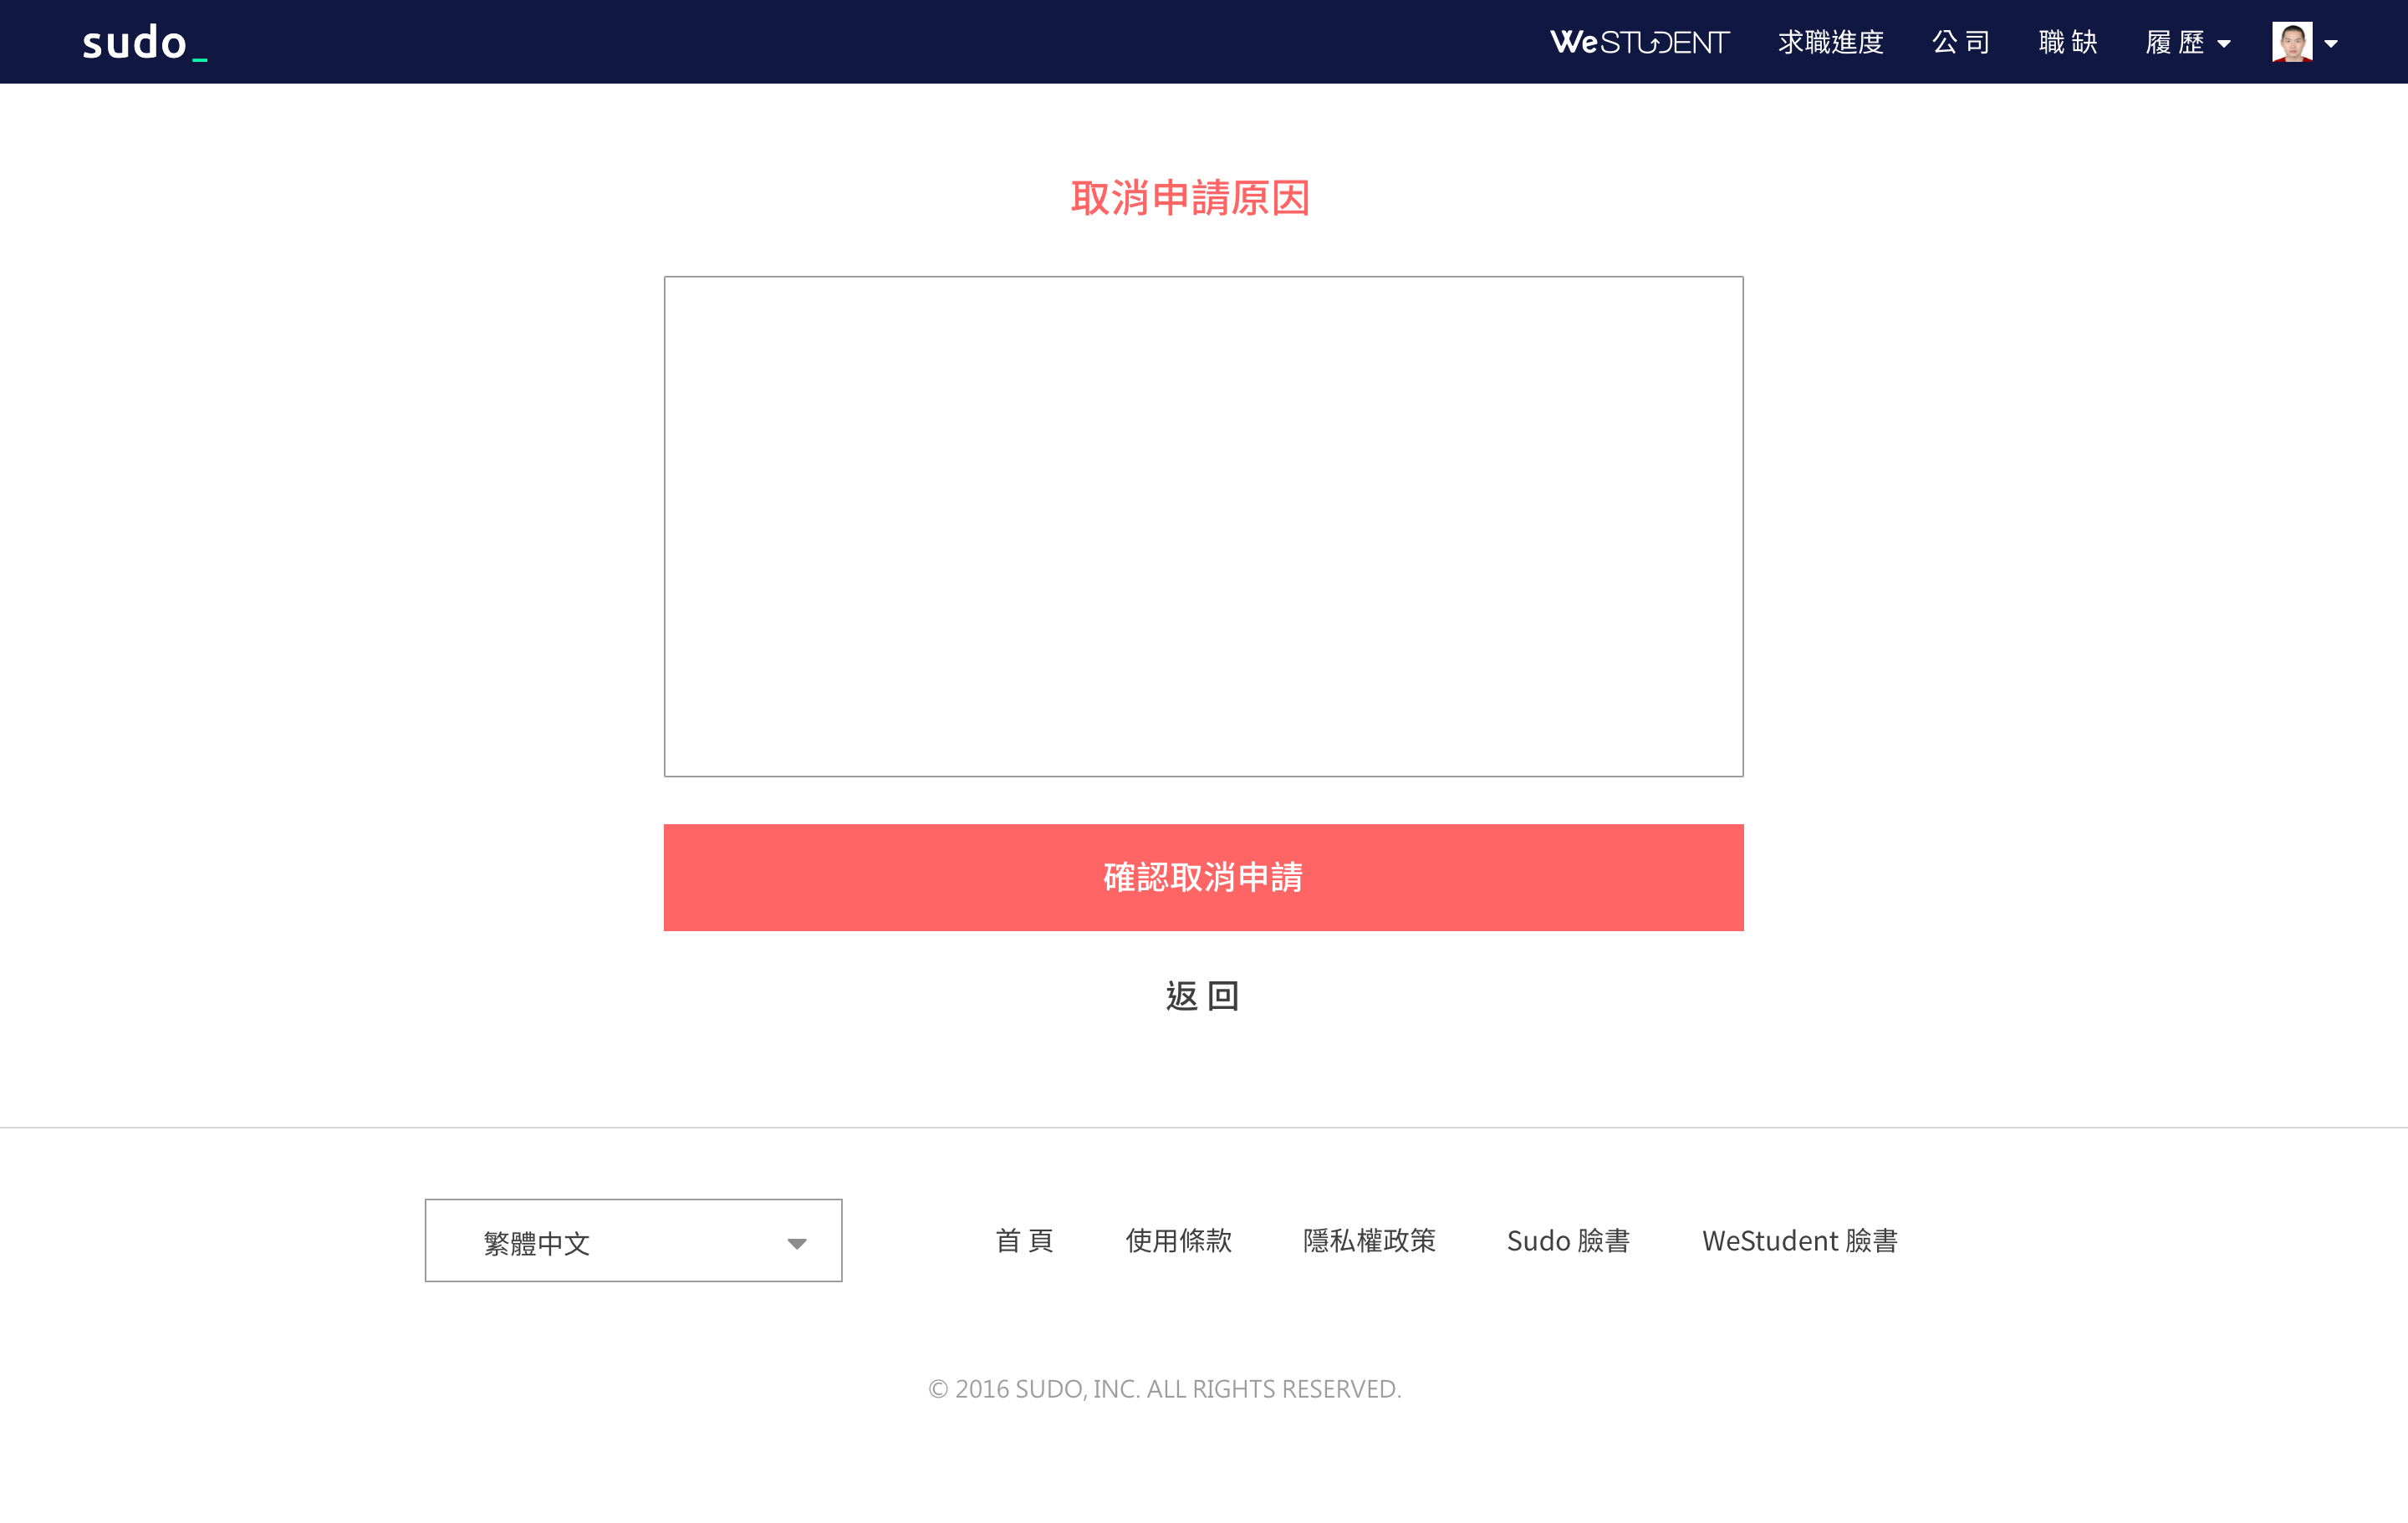 sudo_
WeSTUDENT 求職進度 公司 職缺 履歷
取消申請原因
確認取消申請
返回
繁體中文
首頁 使用條款 隱私權政策 Sudo 臉書 WeStudent 臉書
© 2016 SUDO, INC. ALL RIGHTS RESERVED.